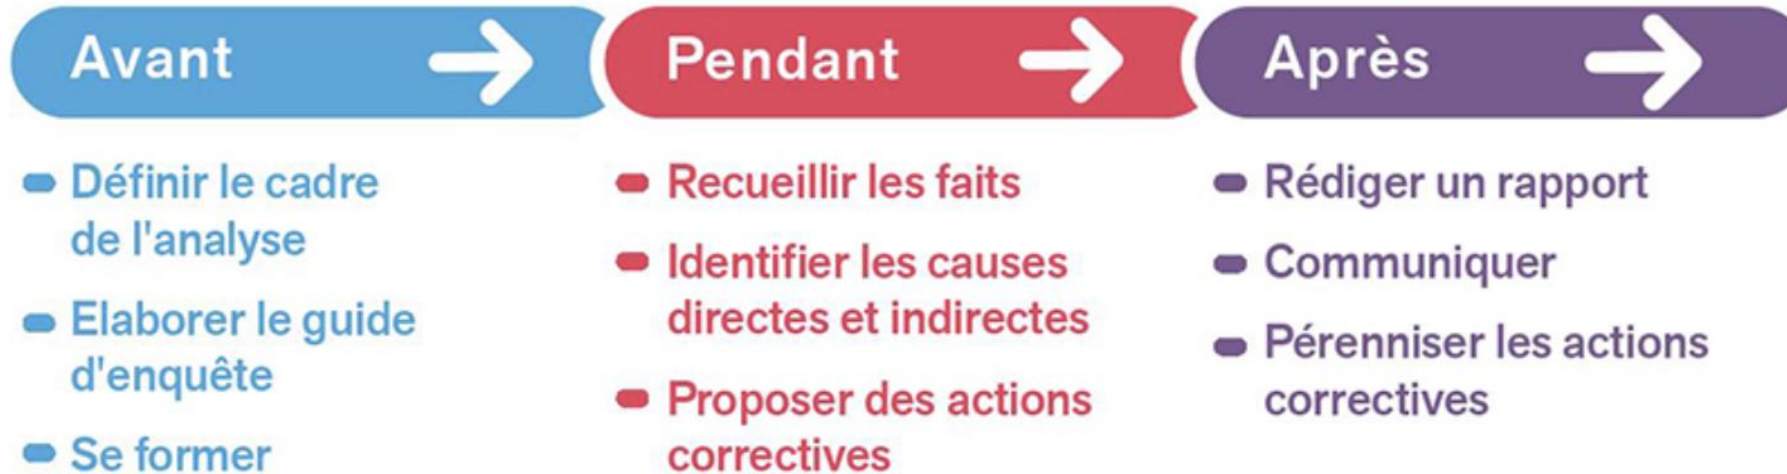 Avant
Définir le cadre
de l'analyse
Elaborer le guide
d'enquête
Se former
Pendant
Recueillir les faits
Identifier les causes
directes et indirectes
Proposer des actions
correctives
Après
Rédiger un rapport
Communiquer
Pérenniser les actions
correctives